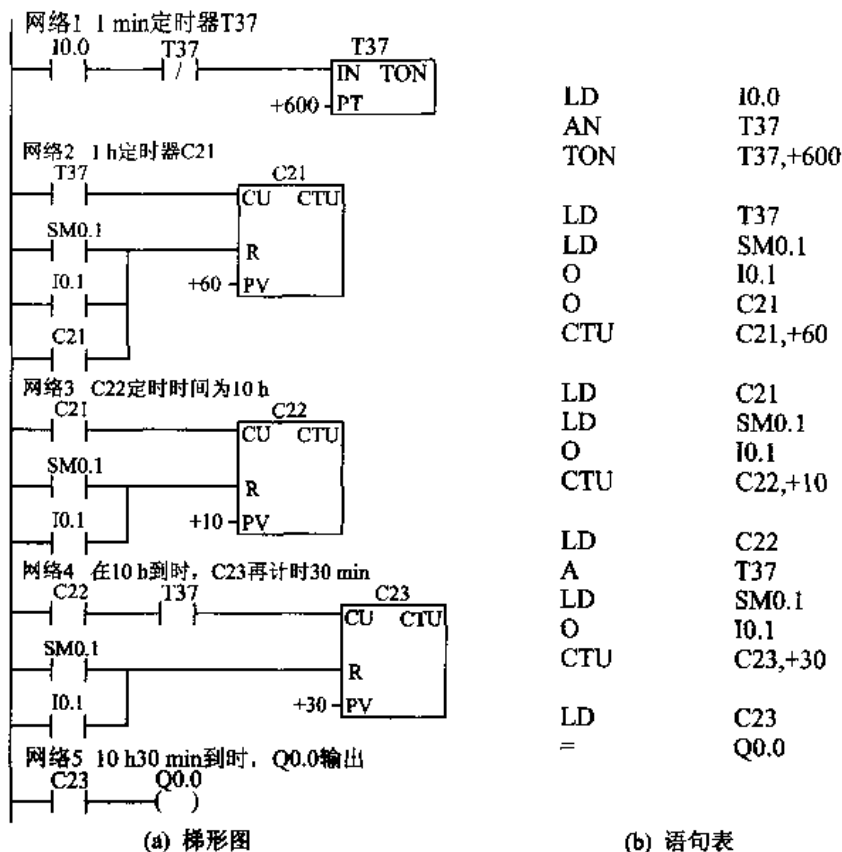 网络1 1 min定时器T37
I0.0 T37 T37
IN TON
+600 PT
网络2 1 h定时器C21
T37 C21
CU CTU
SM0.1
R
I0.1 +60 PV
C21
网络3 C22定时时间为10 h
C21 C22
CU CTU
SM0.1
R
I0.1 +10 PV
网络4 在10 h到时，C23再计时30 min
C22 T37 C23
CU CTU
SM0.1
R
I0.1 +30 PV
网络5 10 h30 min到时，Q0.0输出
C23 Q0.0
(a) 梯形图
LD I0.0
AN T37
TON T37,+600
LD T37
LD SM0.1
O I0.1
O C21
CTU C21,+60
LD C21
LD SM0.1
O I0.1
CTU C22,+10
LD C22
A T37
LD SM0.1
O I0.1
CTU C23,+30
LD C23
= Q0.0
(b) 语句表